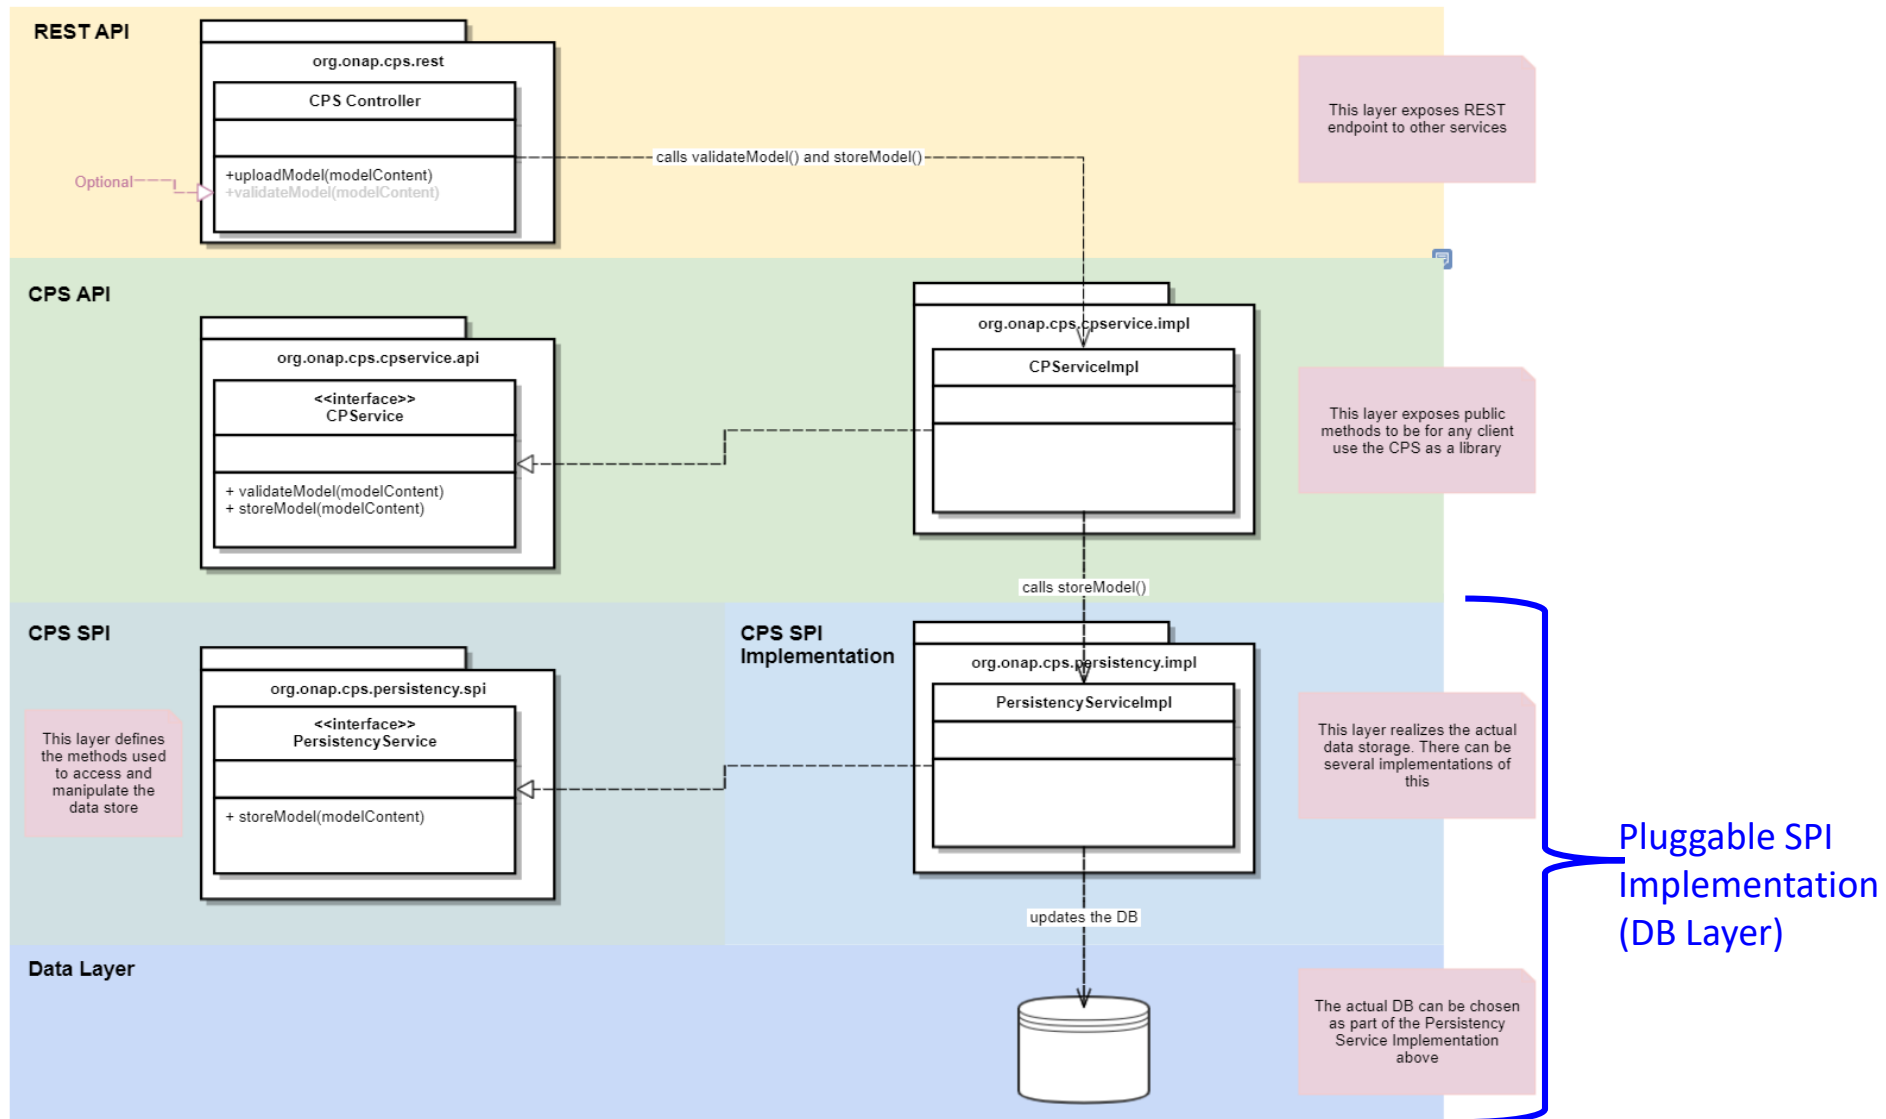 REST API
org.onap.cps.rest
CPS Controller
+uploadModel(modelContent)
+validateModel(modelContent)
Optional
calls validateModel() and storeModel()
This layer exposes REST
endpoint to other services
CPS API
org.onap.cps.cpservice.api
<<interface>>
CPService
+ validateModel(modelContent)
+ storeModel(modelContent)
org.onap.cps.cpservice.impl
CPServiceImpl
This layer exposes public
methods to be for any client
use the CPS as a library
calls storeModel()
CPS SPI
This layer defines
the methods used
to access and
manipulate the
data store
org.onap.cps.persistency.spi
<<interface>>
PersistencyService
+ storeModel(modelContent)
CPS SPI
Implementation
org.onap.cps.persistency.impl
PersistencyServiceImpl
This layer realizes the actual
data storage. There can be
several implementations of
this
updates the DB
Pluggable SPI
Implementation
(DB Layer)
Data Layer
The actual DB can be chosen
as part of the Persistency
Service Implementation
above